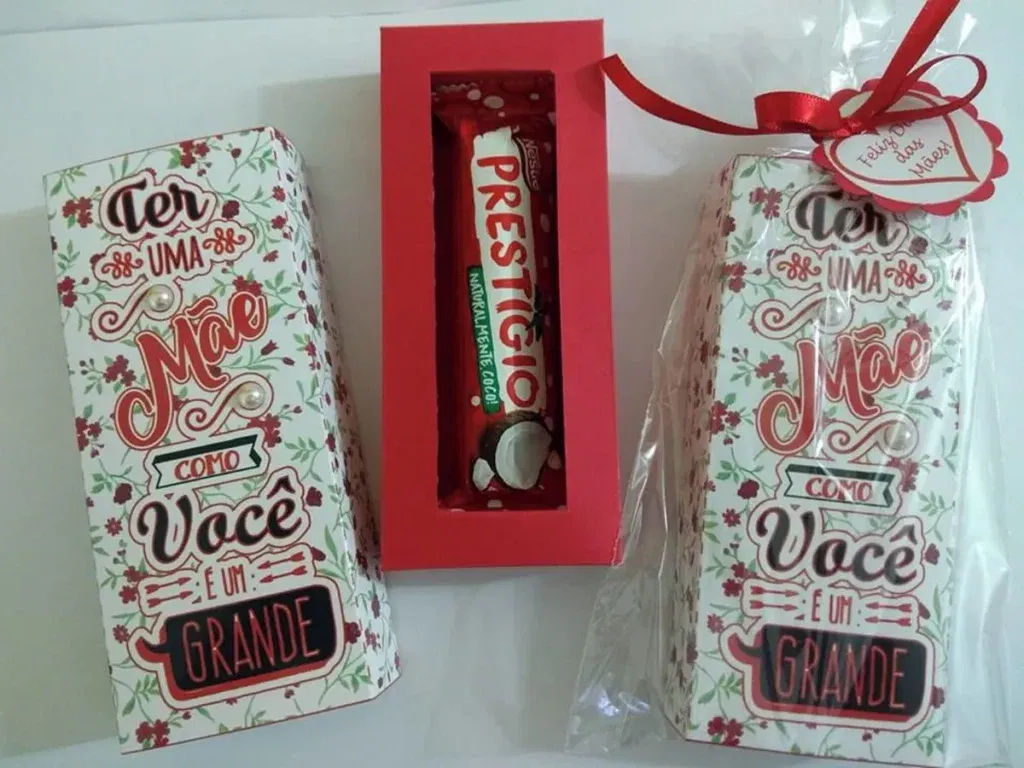 Ter
UMA
Mãe
COMO
Você
É UM
GRANDE
Nestlé
PRESTÍGIO
NATURALMENTE, COCO!
Feliz Dia
das
Mães!
Ter
UMA
Mãe
COMO
Você
É UM
GRANDE